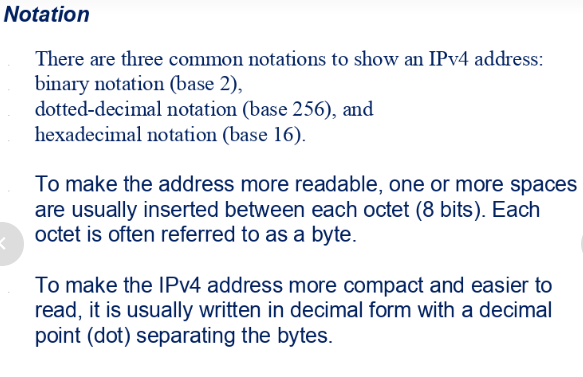 Notation
There are three common notations to show an IPv4 address:
binary notation (base 2),
dotted-decimal notation (base 256), and
hexadecimal notation (base 16).
To make the address more readable, one or more spaces
are usually inserted between each octet (8 bits). Each
octet is often referred to as a byte.
To make the IPv4 address more compact and easier to
read, it is usually written in decimal form with a decimal
point (dot) separating the bytes.